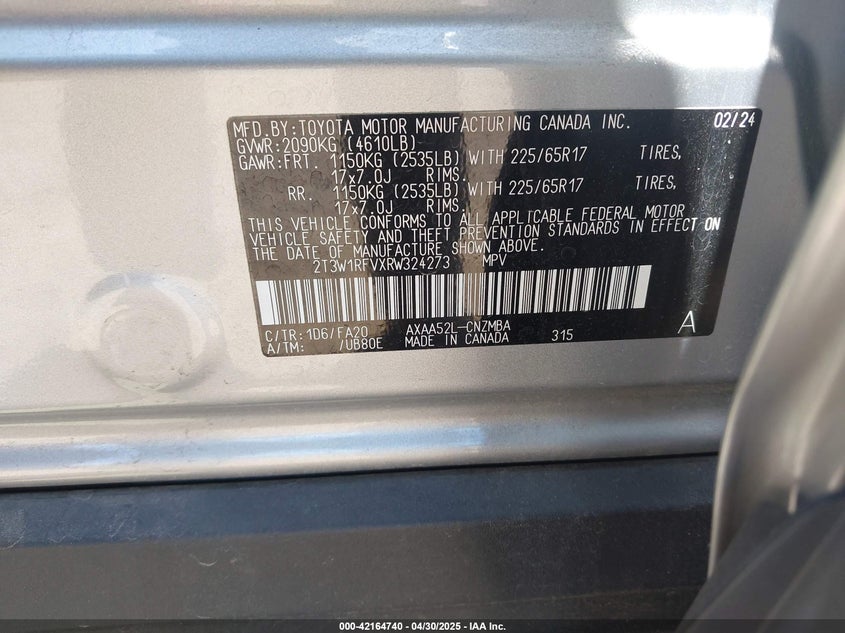 MFD.BY:TOYOTA MOTOR MANUFACTURING CANADA INC. 02/24
GVWR:2090KG (4610LB)
GAWR:FRT. 1150KG (2535LB) WITH 225/65R17 TIRES,
17x7.0J RIMS,
RR. 1150KG (2535LB) WITH 225/65R17 TIRES,
17x7.0J RIMS.
THIS VEHICLE CONFORMS TO ALL APPLICABLE FEDERAL MOTOR
VEHICLE SAFETY AND THEFT PREVENTION STANDARDS IN EFFECT ON
THE DATE OF MANUFACTURE SHOWN ABOVE.
2T3W1RFVXRW324273 MPV
C/TR:1D6/FA20 AXAA52L-CNZMBA A
A/TM: /UB80E MADE IN CANADA 315
000-42164740 - 04/30/2025 - IAA Inc.